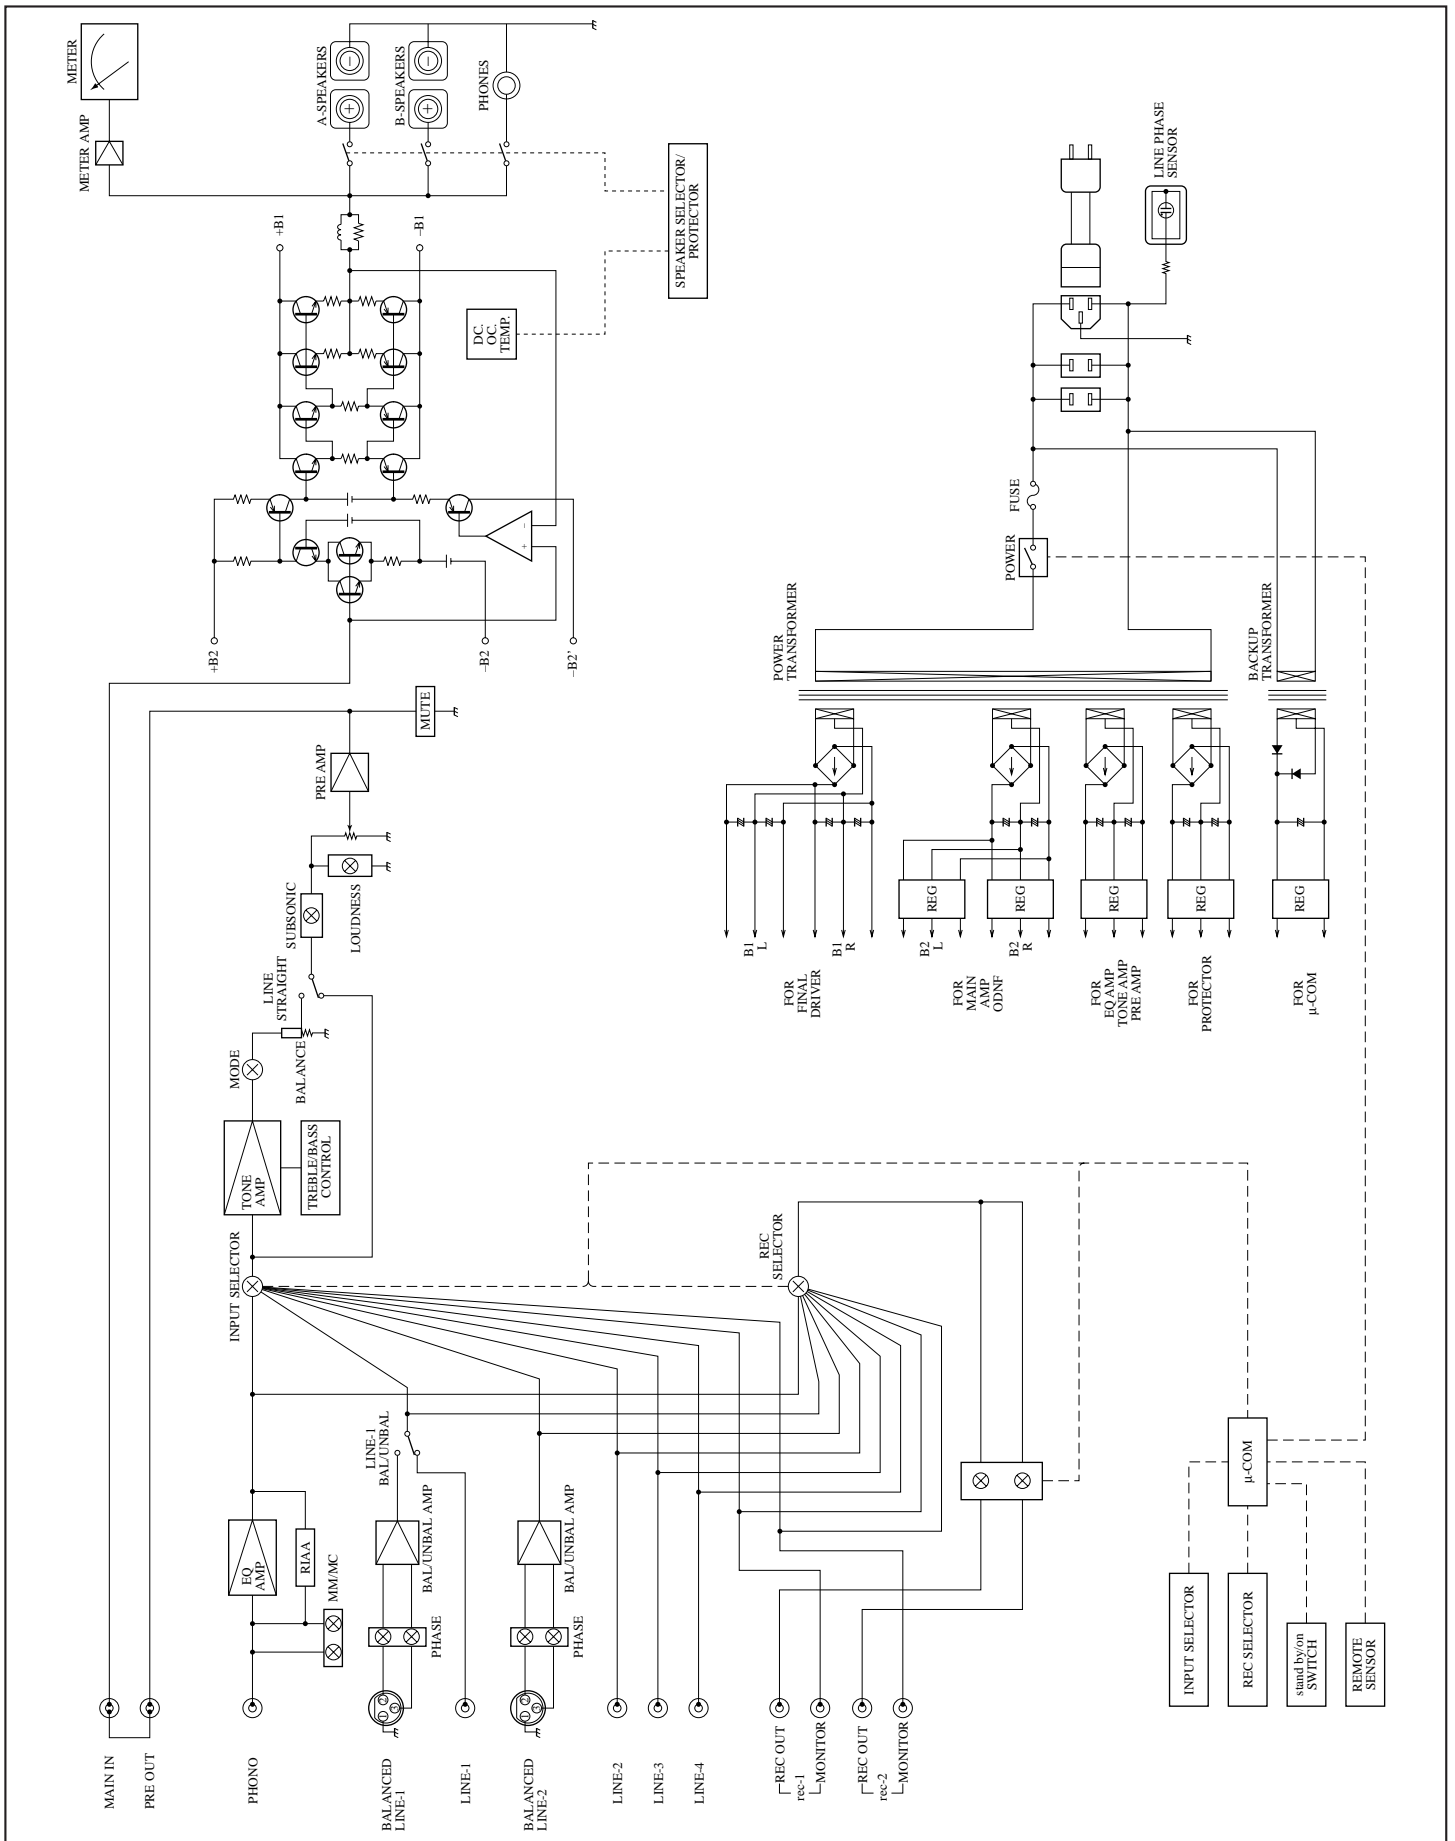 METER
METER AMP
A-SPEAKERS
B-SPEAKERS
PHONES
SPEAKER SELECTOR/
PROTECTOR
+B1
–B1
DC.
OC.
TEMP.
+
–
+B2
–B2
–B2'
MUTE
PRE AMP
LOUDNESS
SUBSONIC
LINE
STRAIGHT
BALANCE
MODE
TONE
AMP
TREBLE/BASS
CONTROL
INPUT SELECTOR
REC
SELECTOR
LINE-1
BAL/UNBAL
EQ
AMP
RIAA
MM/MC
BAL/UNBAL AMP
PHASE
BAL/UNBAL AMP
PHASE
1
2
3
1
2
3
MAIN IN
PRE OUT
PHONO
BALANCED
LINE-1
LINE-1
BALANCED
LINE-2
LINE-2
LINE-3
LINE-4
REC OUT
rec-1
MONITOR
REC OUT
rec-2
MONITOR
LINE PHASE
SENSOR
FUSE
POWER
POWER
TRANSFORMER
BACKUP
TRANSFORMER
REG
REG
REG
REG
REG
B1
L
B1
R
B2
L
B2
R
FOR
FINAL
DRIVER
FOR
MAIN
AMP
ODNF
FOR
EQ AMP
TONE AMP
PRE AMP
FOR
PROTECTOR
FOR
µ-COM
µ-COM
INPUT SELECTOR
REC SELECTOR
stand by/on
SWITCH
REMOTE
SENSOR